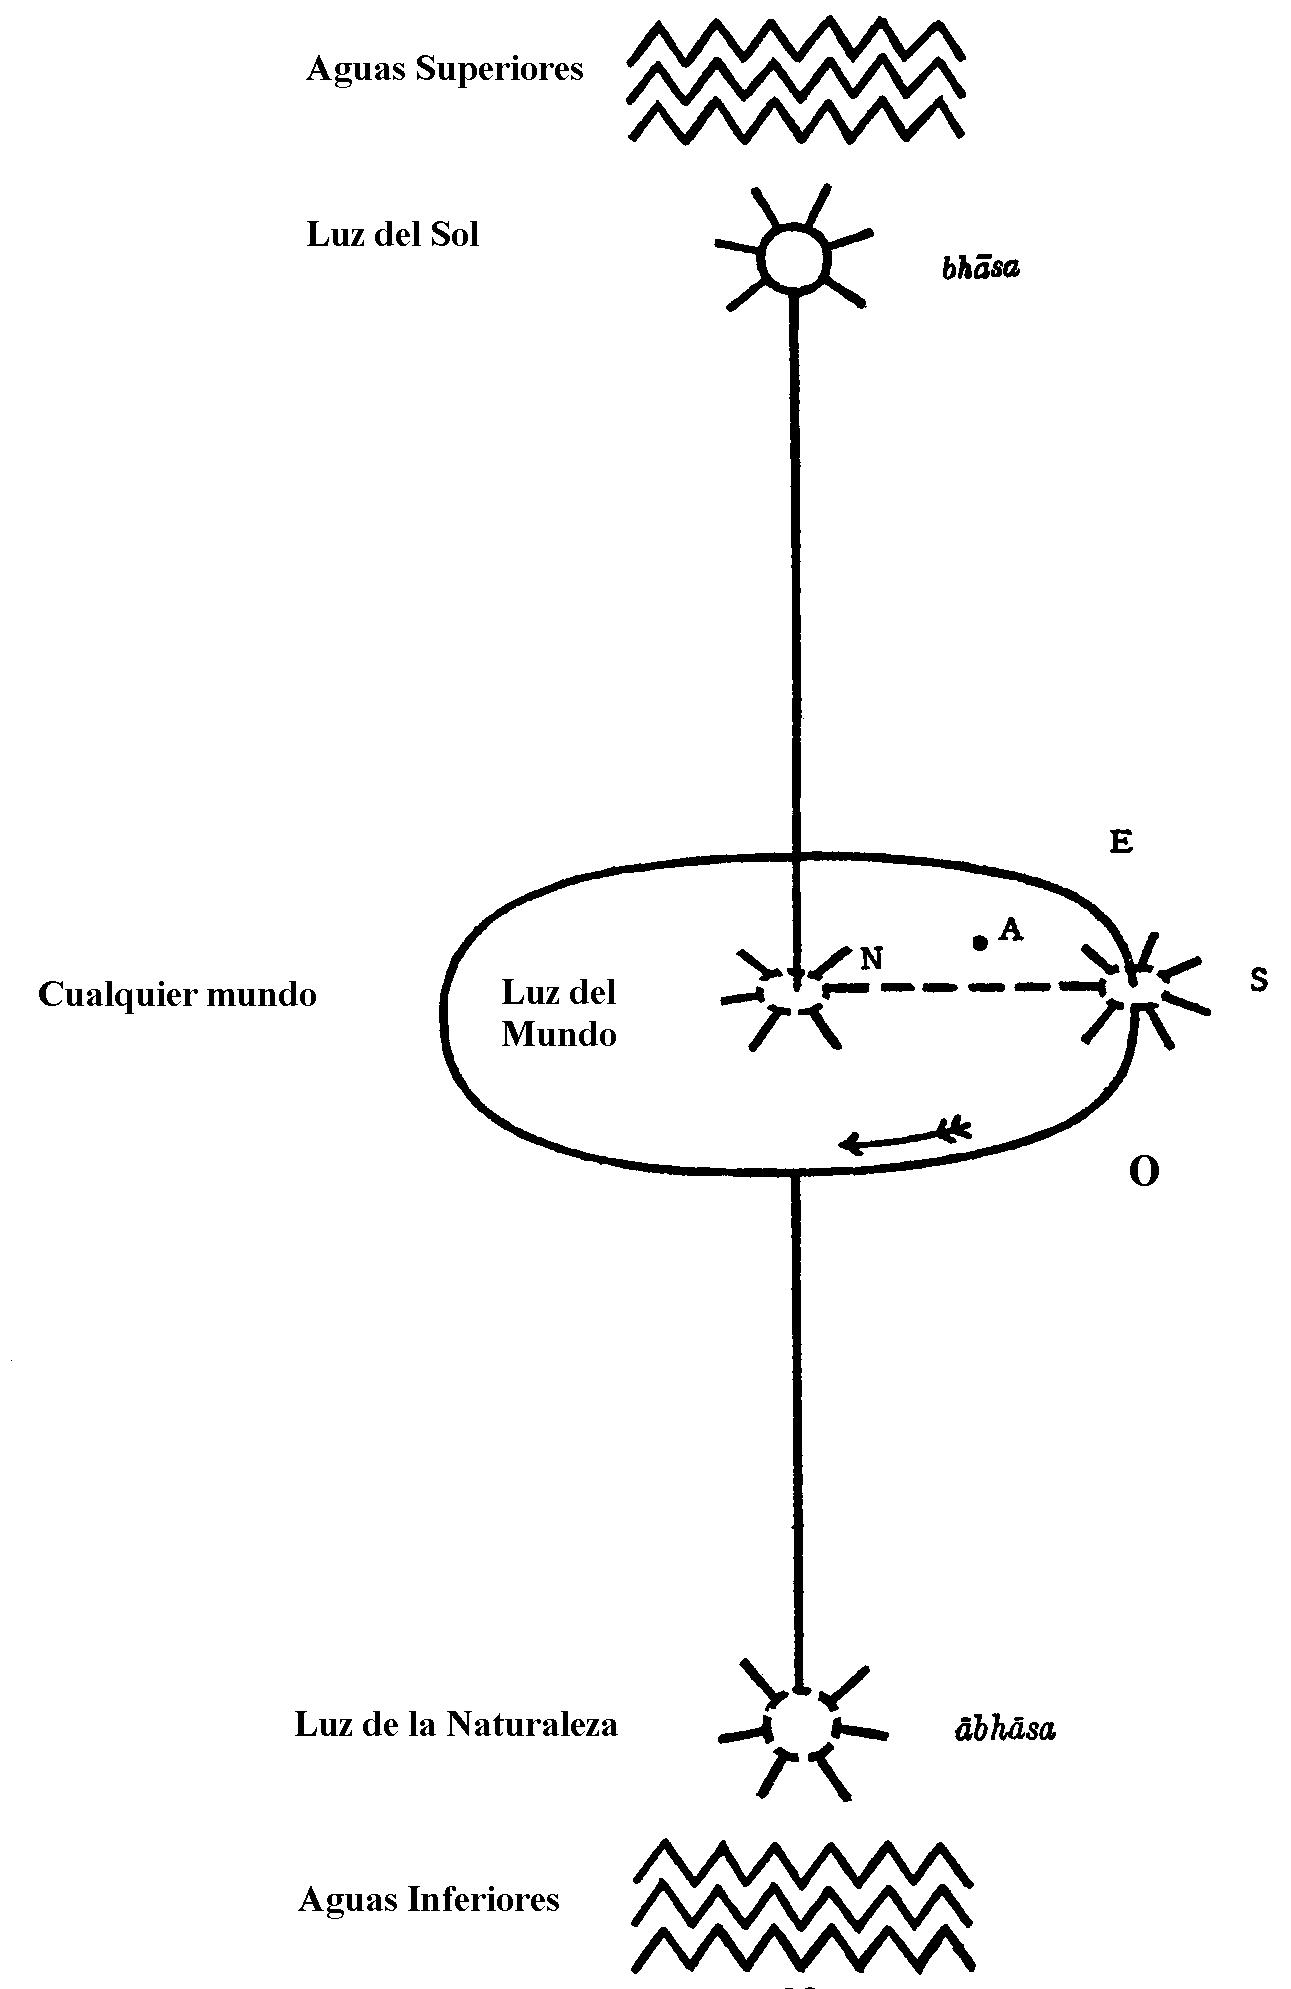 Aguas Superiores
Luz del Sol
bhāsa
E
A
N
Cualquier mundo
Luz del
Mundo
S
O
Luz de la Naturaleza
ābhāsa
Aguas Inferiores